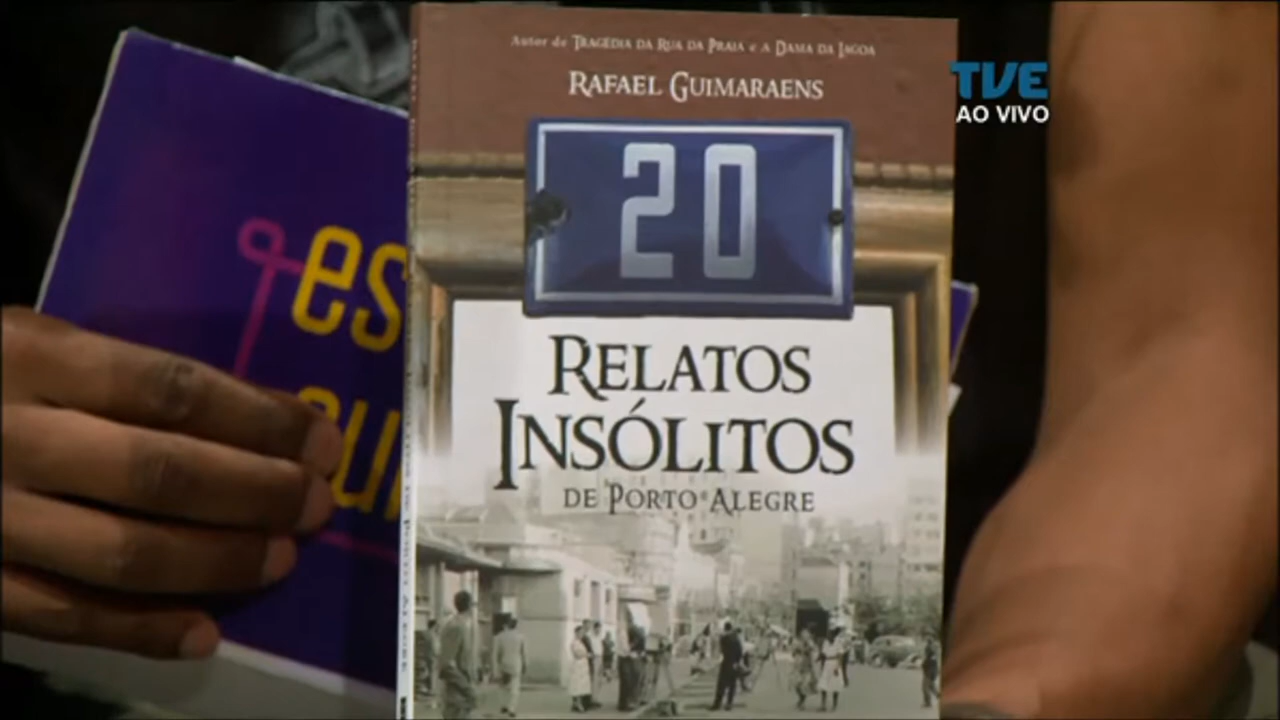 Autor de Tragédia da Rua da Praia e A Dama da Lagoa
Rafael Guimaraens
TVE
AO VIVO
20
es
Relatos
Insólitos
de Porto Alegre